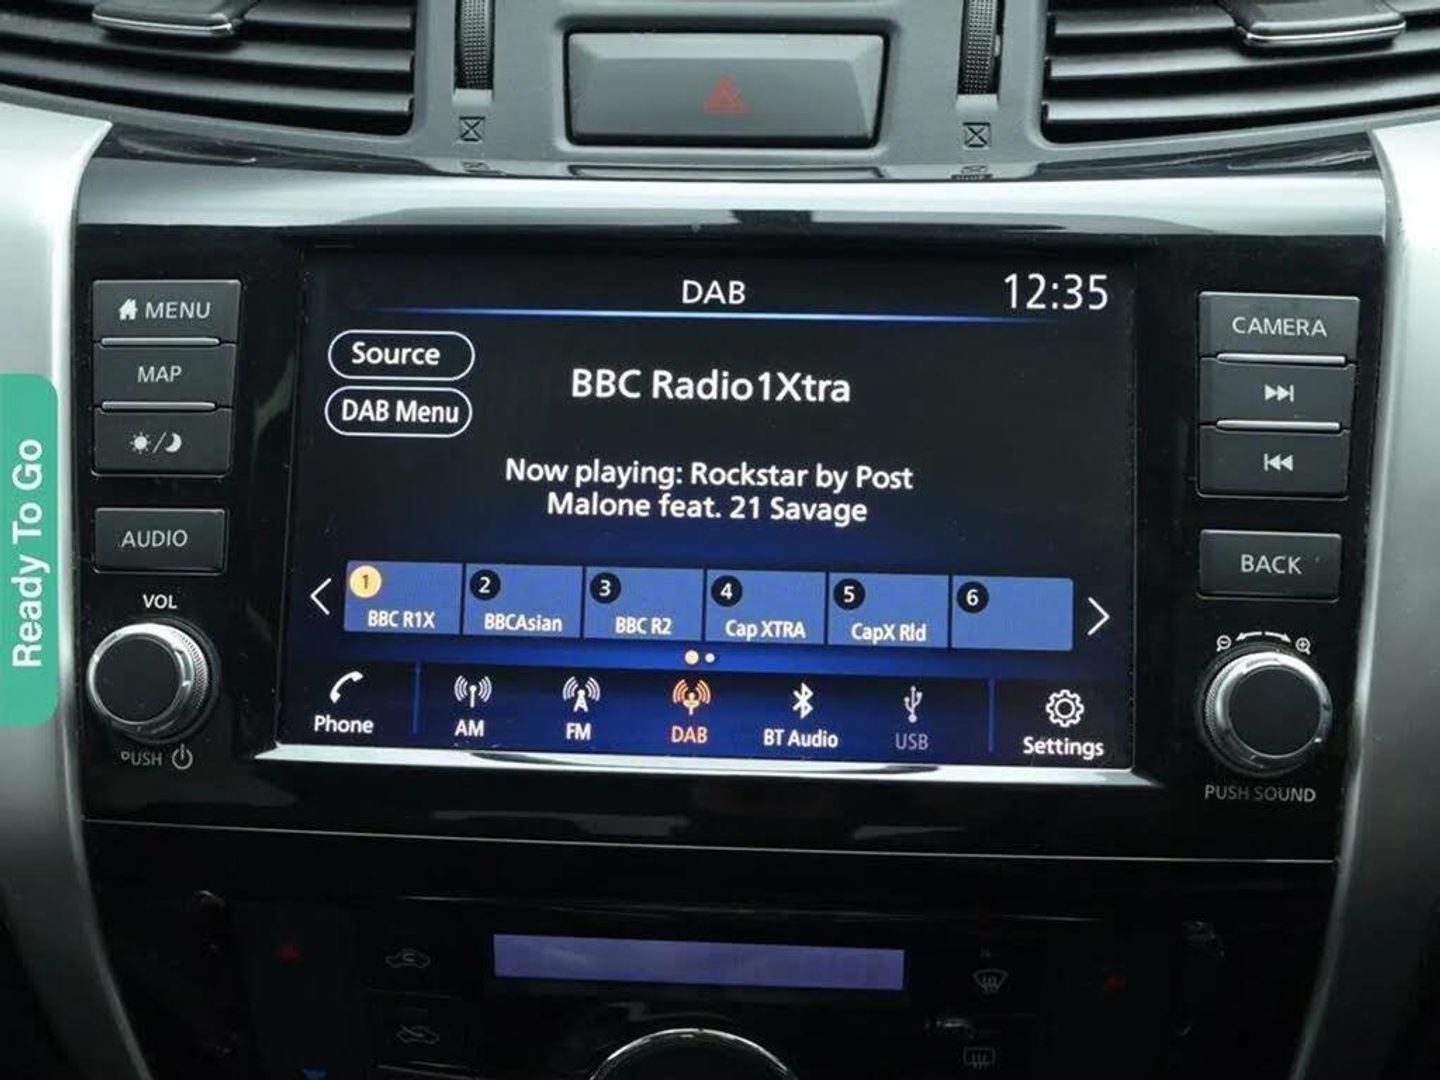 DAB
12:35
Source
DAB Menu
BBC Radio1Xtra
Now playing: Rockstar by Post
Malone feat. 21 Savage
1
BBC R1X
2
BBCAsian
3
BBC R2
4
Cap XTRA
5
CapX Rld
6
Phone
AM
FM
DAB
BT Audio
USB
Settings
MENU
MAP
AUDIO
VOL
PUSH
CAMERA
BACK
PUSH SOUND
Ready To Go